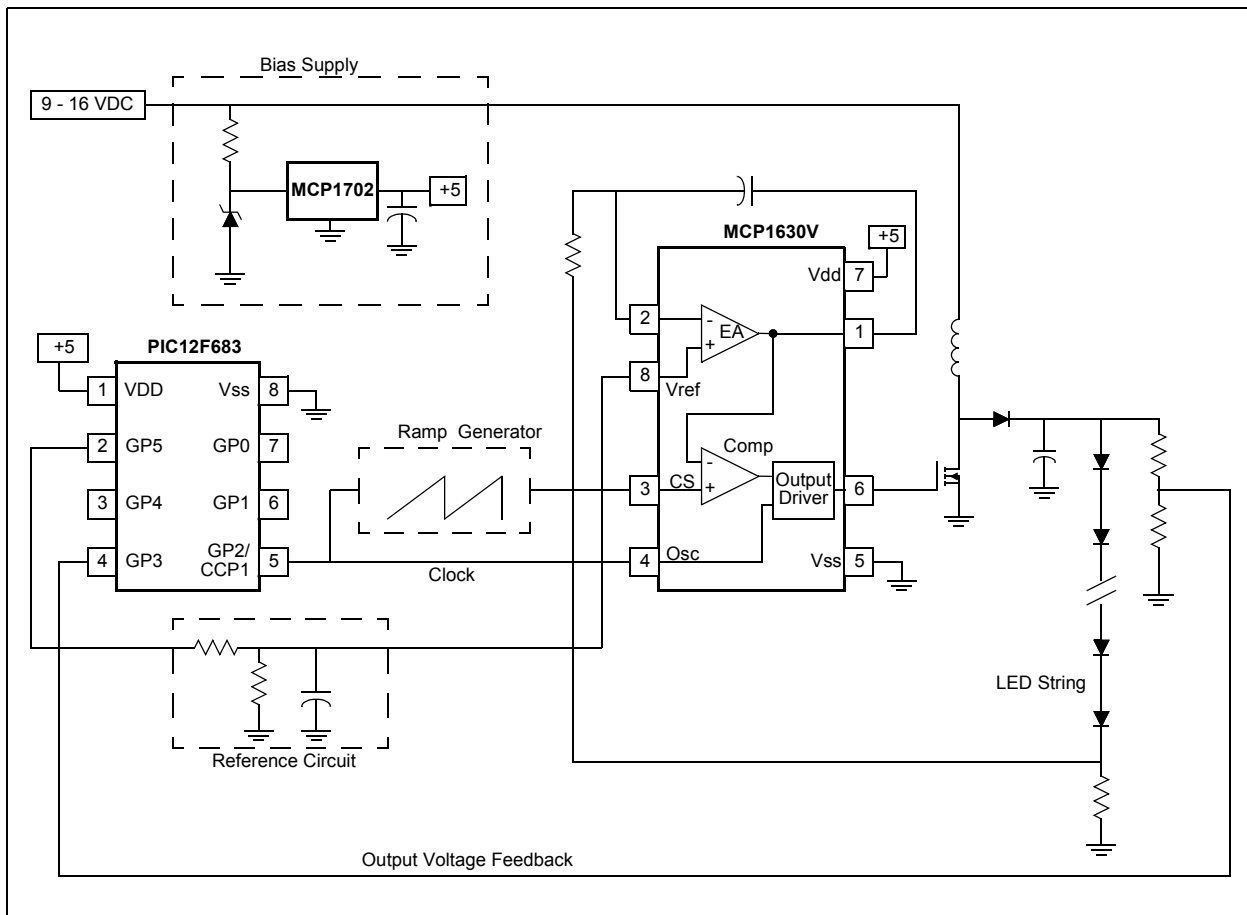 Bias Supply
9 - 16 VDC
MCP1702
+5
MCP1630V
+5
Vdd
7
2
-
EA
+
1
8
Vref
+5
PIC12F683
1
VDD
Vss
8
2
GP5
GP0
7
3
GP4
GP1
6
4
GP3
GP2/
CCP1
5
Ramp Generator
Clock
Comp
-
3
CS
+
Output
Driver
6
4
Osc
Vss
5
Reference Circuit
LED String
Output Voltage Feedback